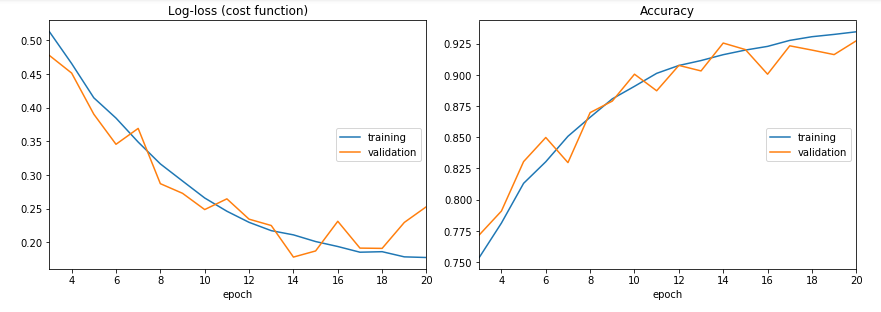 Log-loss (cost function)
0.50
0.45
0.40
0.35
0.30
0.25
0.20
training
validation
4 6 8 10 12 14 16 18 20
epoch
Accuracy
0.925
0.900
0.875
0.850
0.825
0.800
0.775
0.750
training
validation
4 6 8 10 12 14 16 18 20
epoch